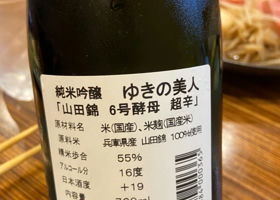 純米吟醸 ゆきの美人
「山田錦 6号酵母 超辛」
原材料名 米(国産)、米麹(国産米)
原料米 兵庫県産 山田錦 100%使用
精米歩合 55%
アルコール分 16度
日本酒度 +19